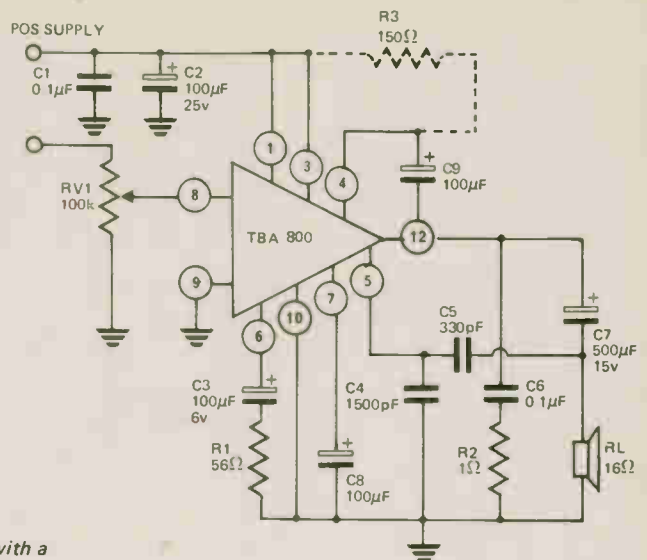 POS SUPPLY
R3
150Ω
C1
0.1µF
+
C2
100µF
25v
1
3
4
+
C9
100µF
RV1
100k
8
TBA 800
12
9
5
7
10
6
C5
330pF
+
C7
500µF
15v
+
C3
100µF
6v
C4
1500pF
C6
0.1µF
R1
56Ω
+
C8
100µF
R2
1Ω
RL
16Ω
with a